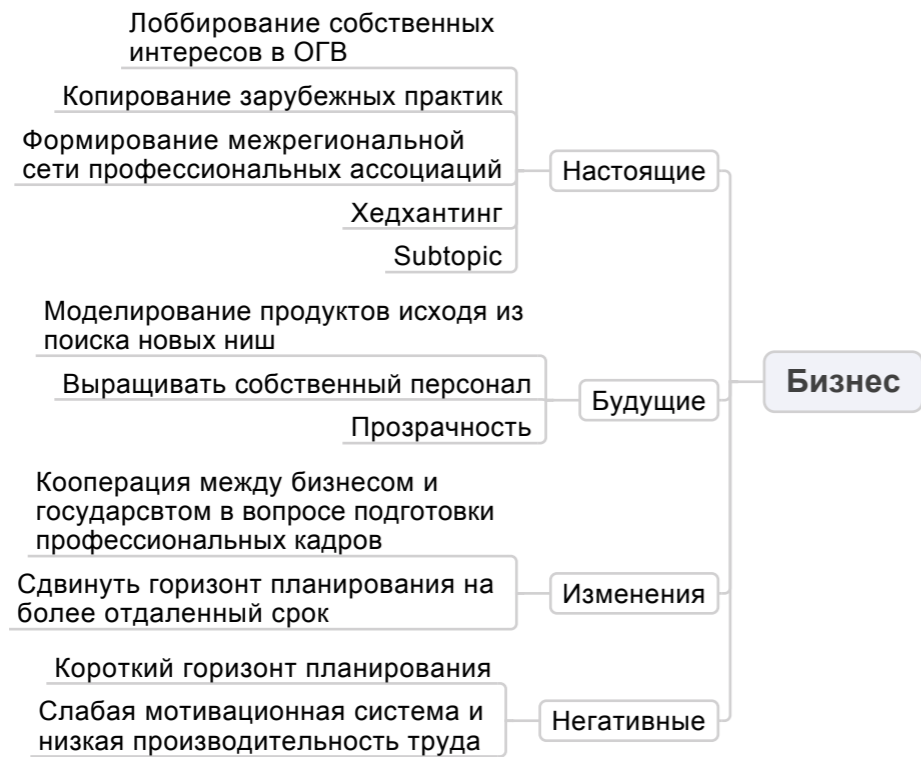 Лоббирование собственных
интересов в ОГВ
Копирование зарубежных практик
Формирование межрегиональной
сети профессиональных ассоциаций
Хедхантинг
Subtopic
Настоящие
Моделирование продуктов исходя из
поиска новых ниш
Выращивать собственный персонал
Прозрачность
Будущие
Бизнес
Кооперация между бизнесом и
государсвтом в вопросе подготовки
профессиональных кадров
Сдвинуть горизонт планирования на
более отдаленный срок
Изменения
Короткий горизонт планирования
Слабая мотивационная система и
низкая производительность труда
Негативные